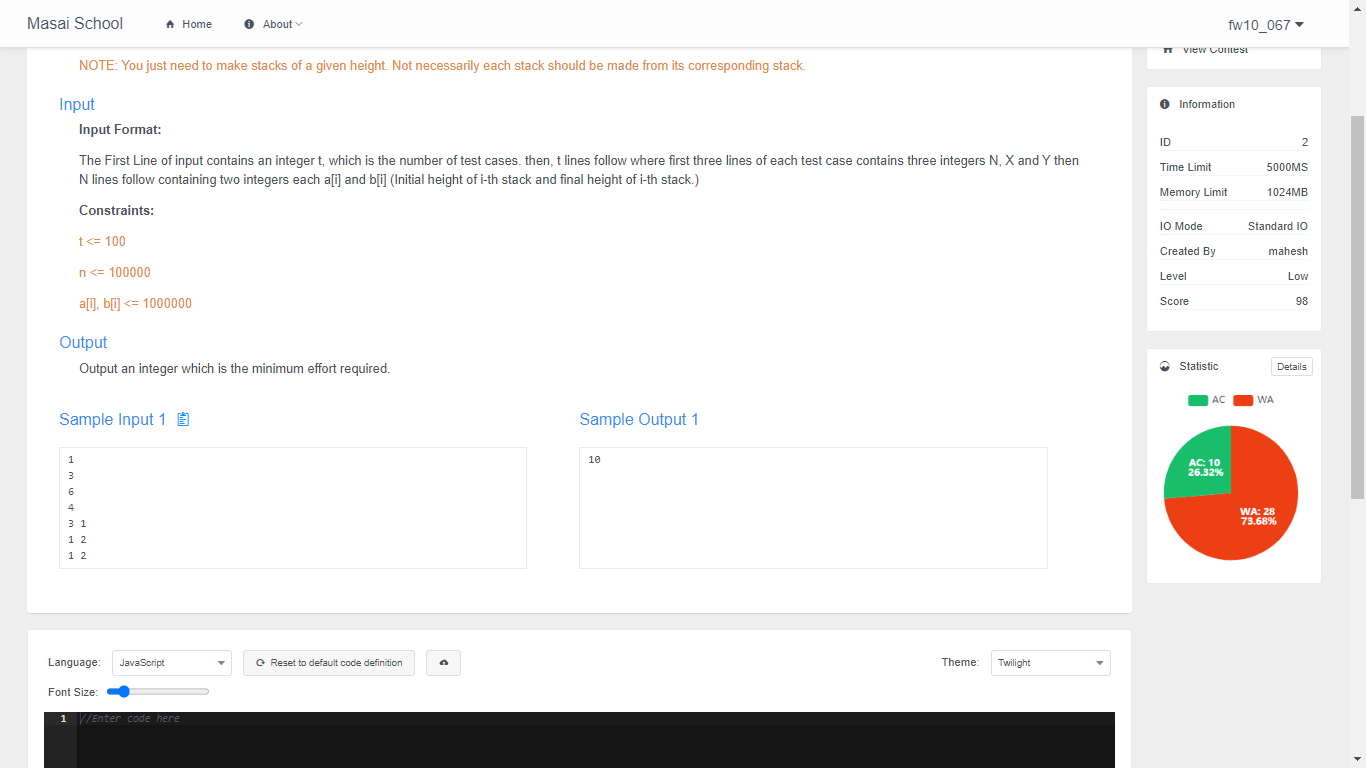 Masai School
Home
About
fw10_067
View Contest
NOTE: You just need to make stacks of a given height. Not necessarily each stack should be made from its corresponding stack.
Input
Input Format:
The First Line of input contains an integer t, which is the number of test cases. then, t lines follow where first three lines of each test case contains three integers N, X and Y then
N lines follow containing two integers each a[i] and b[i] (Initial height of i-th stack and final height of i-th stack.)
Constraints:
t <= 100
n <= 100000
a[i], b[i] <= 1000000
Output
Output an integer which is the minimum effort required.
Sample Input 1
1
3
6
4
3 1
1 2
1 2
Sample Output 1
10
Information
ID 2
Time Limit 5000MS
Memory Limit 1024MB
IO Mode Standard IO
Created By mahesh
Level Low
Score 98
Statistic Details
AC WA
AC: 10
26.32%
WA: 28
73.68%
Language: JavaScript Reset to default code definition Theme: Twilight
Font Size:
1 //Enter code here